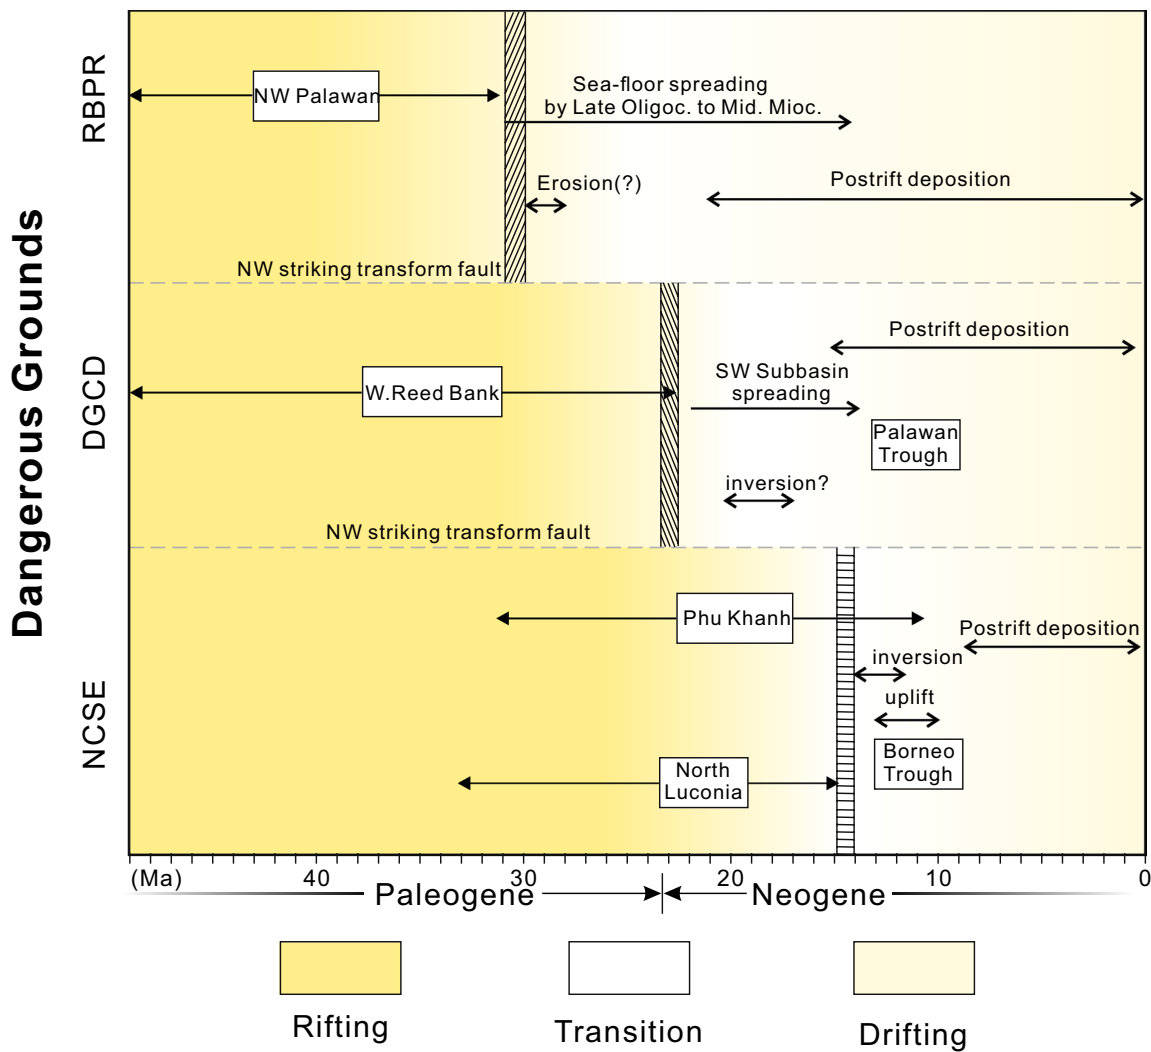 Dangerous Grounds
RBPR
NW Palawan
Sea-floor spreading
by Late Oligoc. to Mid. Mioc.
Erosion(?)
Postrift deposition
NW striking transform fault
DGCD
Postrift deposition
W.Reed Bank
SW Subbasin
spreading
Palawan
Trough
inversion?
NW striking transform fault
NCSE
Phu Khanh
Postrift deposition
inversion
uplift
Borneo
Trough
North
Luconia
(Ma) 40 30 20 10 0
Paleogene Neogene
Rifting Transition Drifting